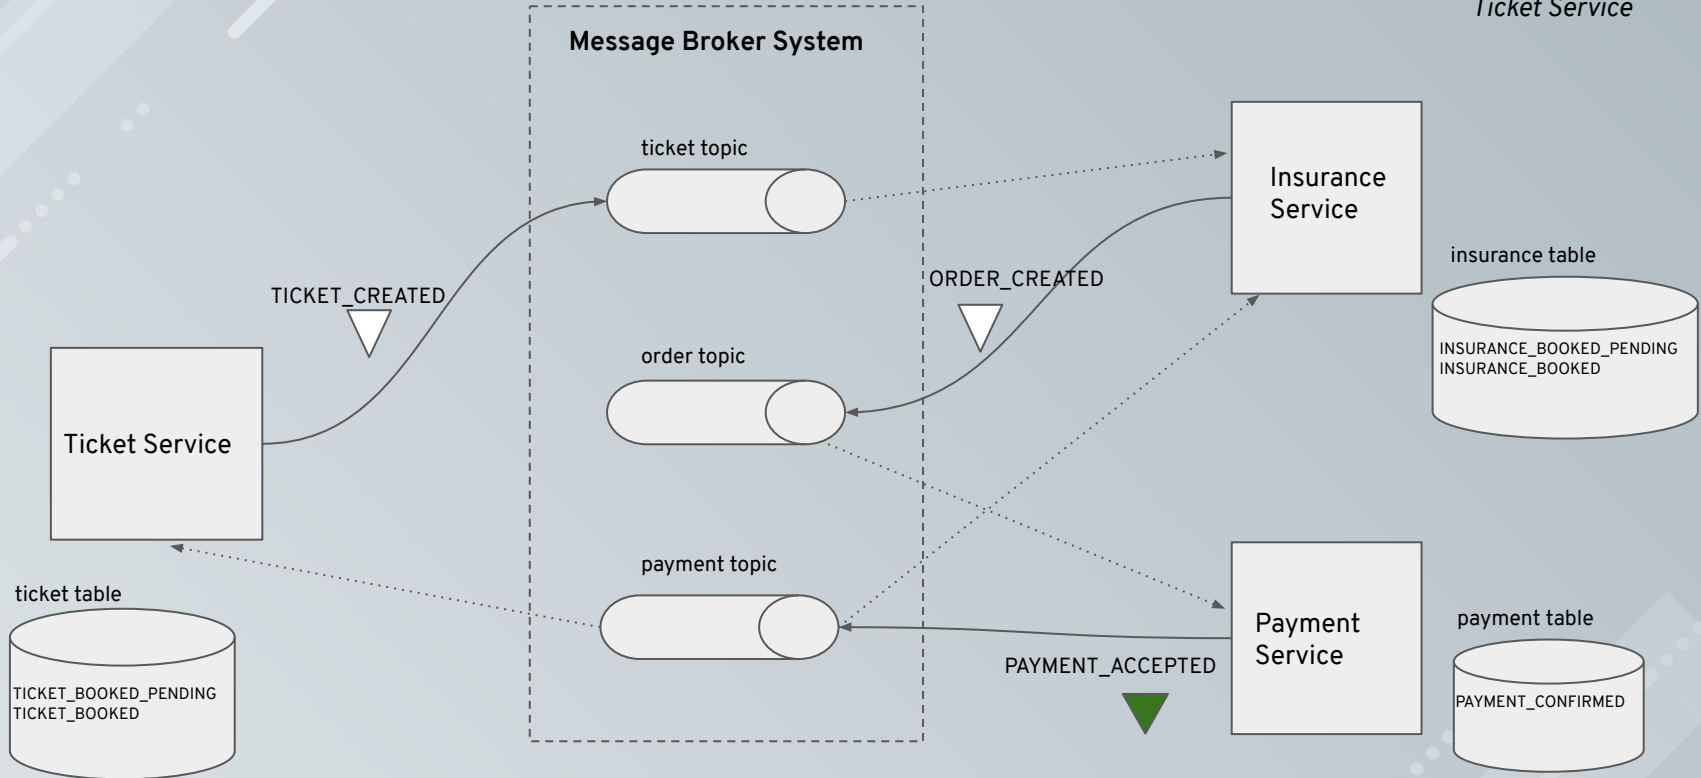 Ticket Service
Message Broker System
ticket topic
Insurance
Service
insurance table
ORDER_CREATED
TICKET_CREATED
INSURANCE_BOOKED_PENDING
INSURANCE_BOOKED
order topic
Ticket Service
payment topic
ticket table
Payment
Service
payment table
PAYMENT_ACCEPTED
TICKET_BOOKED_PENDING
TICKET_BOOKED
PAYMENT_CONFIRMED